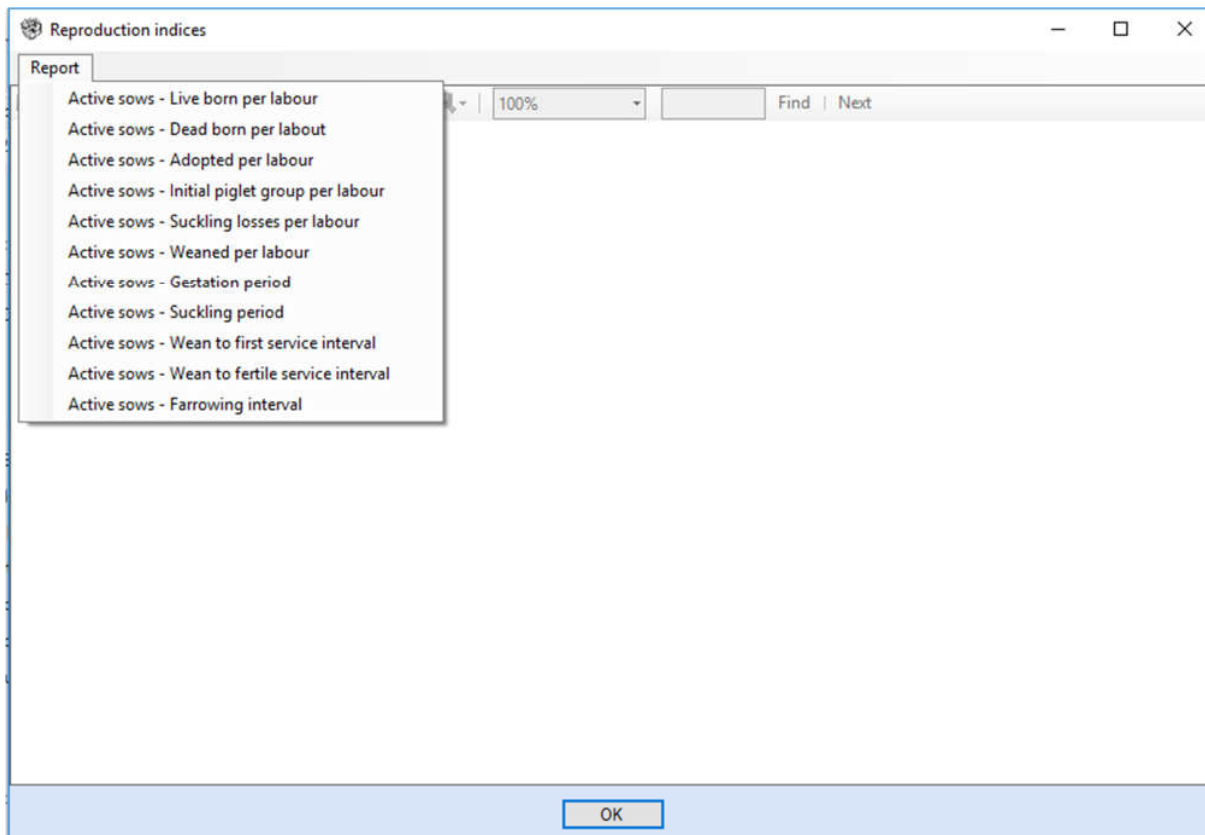 Reproduction indices
Report
Active sows - Live born per labour
100%
Find | Next
Active sows - Dead born per labout
Active sows - Adopted per labour
Active sows - Initial piglet group per labour
Active sows - Suckling losses per labour
Active sows - Weaned per labour
Active sows - Gestation period
Active sows - Suckling period
Active sows - Wean to first service interval
Active sows - Wean to fertile service interval
Active sows - Farrowing interval
OK